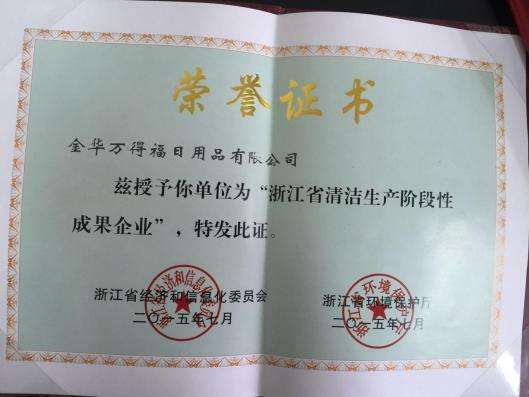 荣誉证书
金华万得福日用品有限公司
兹授予你单位为“浙江省清洁生产阶段性
成果企业”，特发此证。
浙江省经济和信息化委员会
二〇一五年七月
浙江省环境保护厅
二〇一五年七月